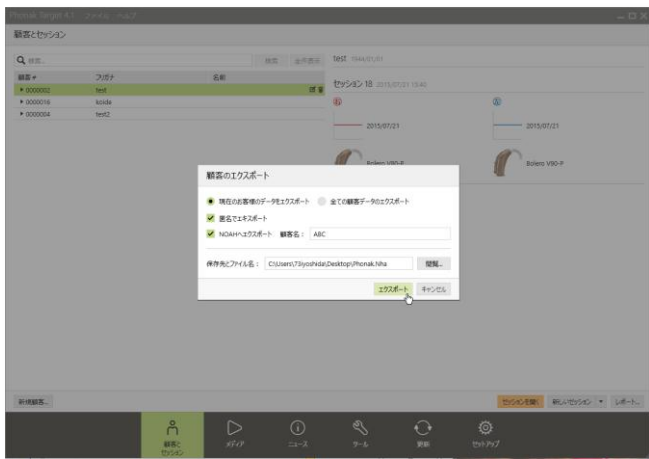 Phonak Target 4.1 ファイル ヘルプ
顧客とセッション
検索...
検索 全件表示
顧客# フリガナ 名前
0000002 test
0000016 koida
0000004 test2
test 1944/01/01
セッション 18 2015/07/21 15:40
2015/07/21
2015/07/21
Bolero V90-P
Bolero V90-P
顧客のエクスポート
現在のお客様のデータをエクスポート 全ての顧客データのエクスポート
匿名でエキスポート
NOAHへエクスポート 顧客名： ABC
保存先とファイル名： C:\Users\73iyoshida\Desktop\Phonak.Nha 閲覧...
エクスポート キャンセル
新規顧客... セッションを開く 新しいセッション レポート...
顧客と
セッション
メディア
ニュース
ツール
更新
セットアップ